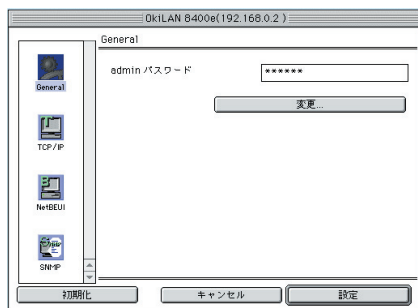 OkiLAN 8400e(192.168.0.2 )
General
General
admin パスワード
******
変更...
TCP/IP
NetBEUI
SNMP
初期化
キャンセル
設定